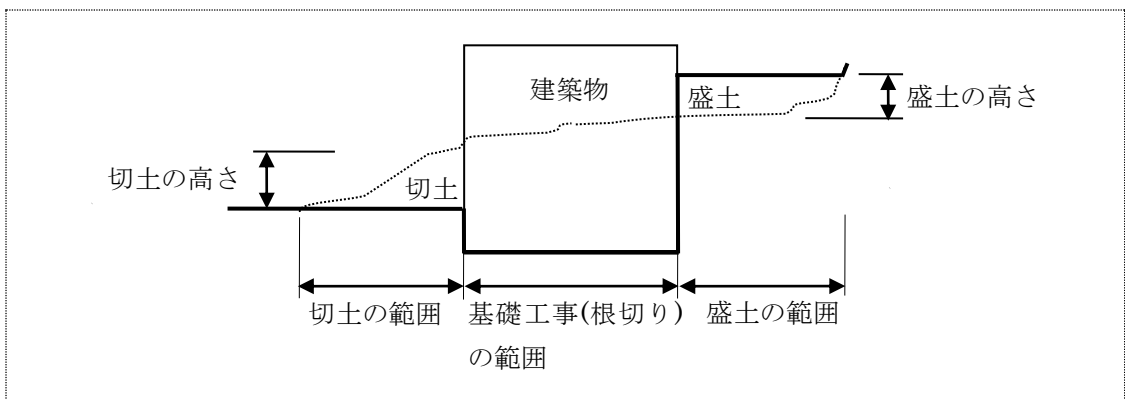 建築物
盛土
盛土の高さ
切土の高さ
切土
切土の範囲
基礎工事(根切り)
の範囲
盛土の範囲